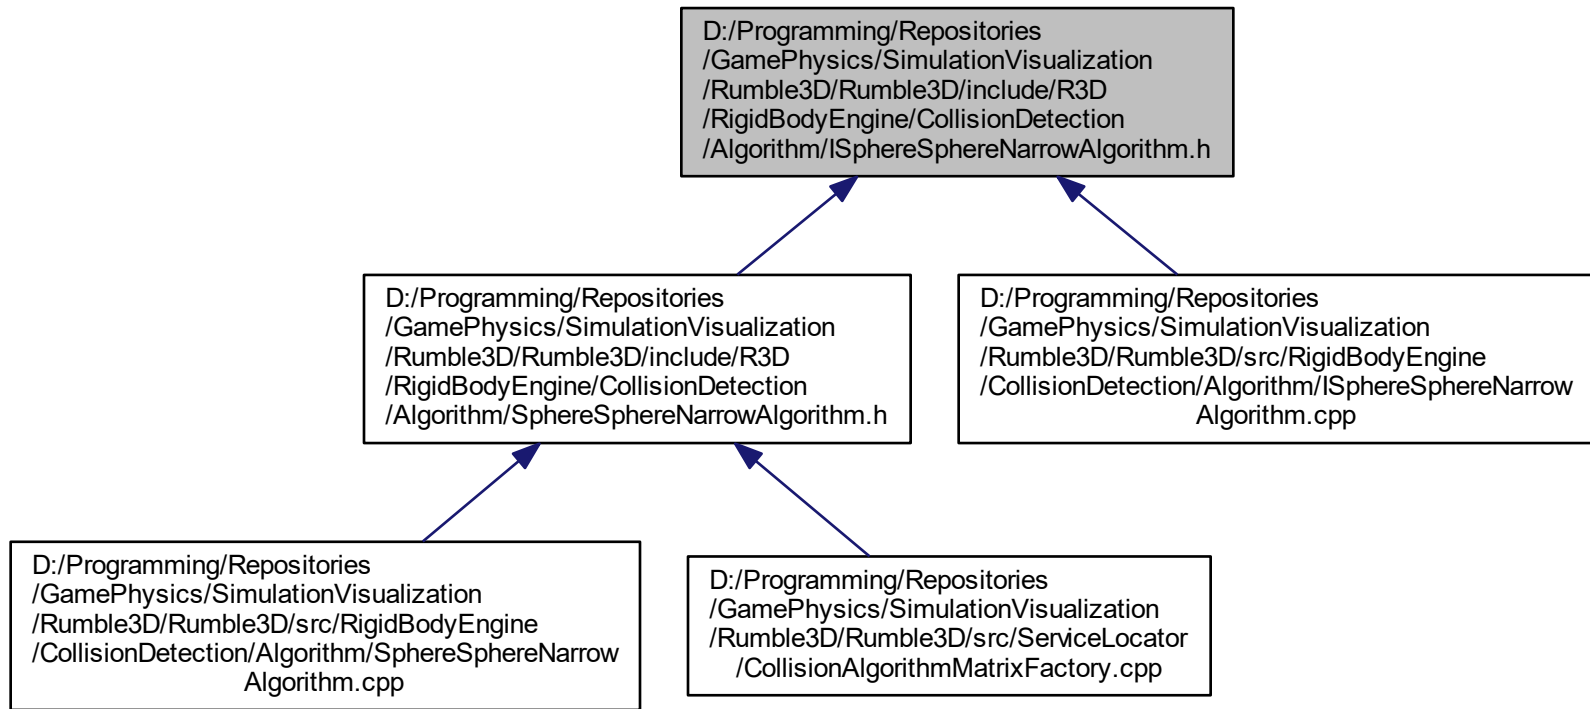 D:/Programming/Repositories
/GamePhysics/SimulationVisualization
/Rumble3D/Rumble3D/include/R3D
/RigidBodyEngine/CollisionDetection
/Algorithm/ISphereSphereNarrowAlgorithm.h
D:/Programming/Repositories
/GamePhysics/SimulationVisualization
/Rumble3D/Rumble3D/include/R3D
/RigidBodyEngine/CollisionDetection
/Algorithm/SphereSphereNarrowAlgorithm.h
D:/Programming/Repositories
/GamePhysics/SimulationVisualization
/Rumble3D/Rumble3D/src/RigidBodyEngine
/CollisionDetection/Algorithm/ISphereSphereNarrow
Algorithm.cpp
D:/Programming/Repositories
/GamePhysics/SimulationVisualization
/Rumble3D/Rumble3D/src/RigidBodyEngine
/CollisionDetection/Algorithm/SphereSphereNarrow
Algorithm.cpp
D:/Programming/Repositories
/GamePhysics/SimulationVisualization
/Rumble3D/Rumble3D/src/ServiceLocator
/CollisionAlgorithmMatrixFactory.cpp